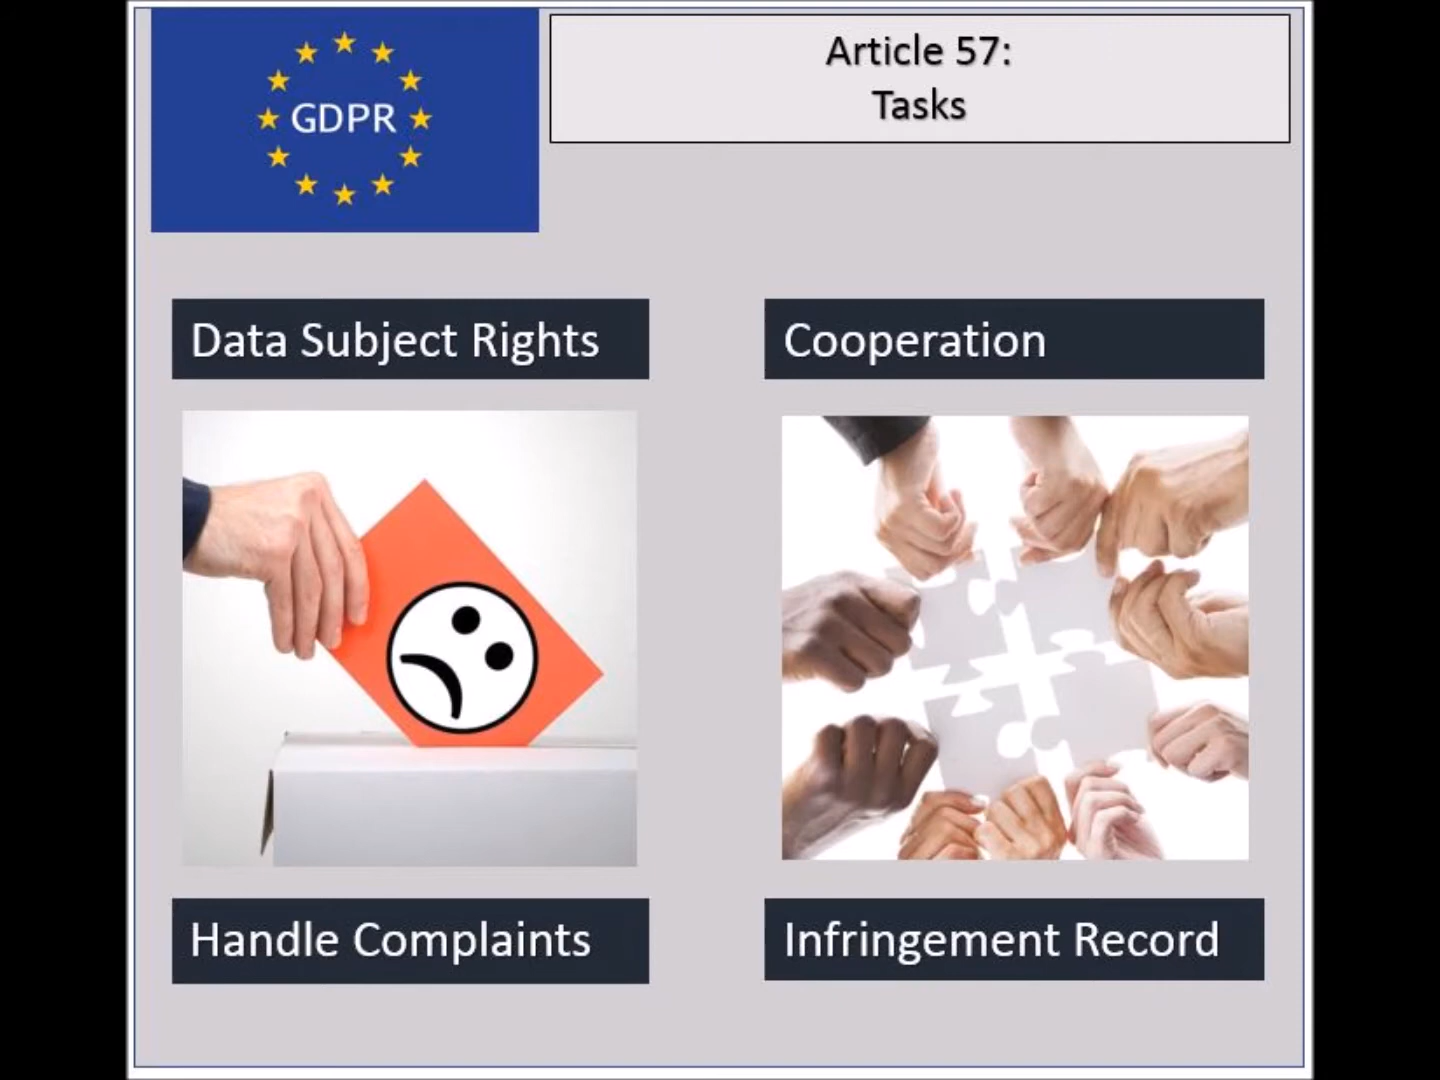 GDPR
Article 57:
Tasks
Data Subject Rights
Cooperation
Handle Complaints
Infringement Record